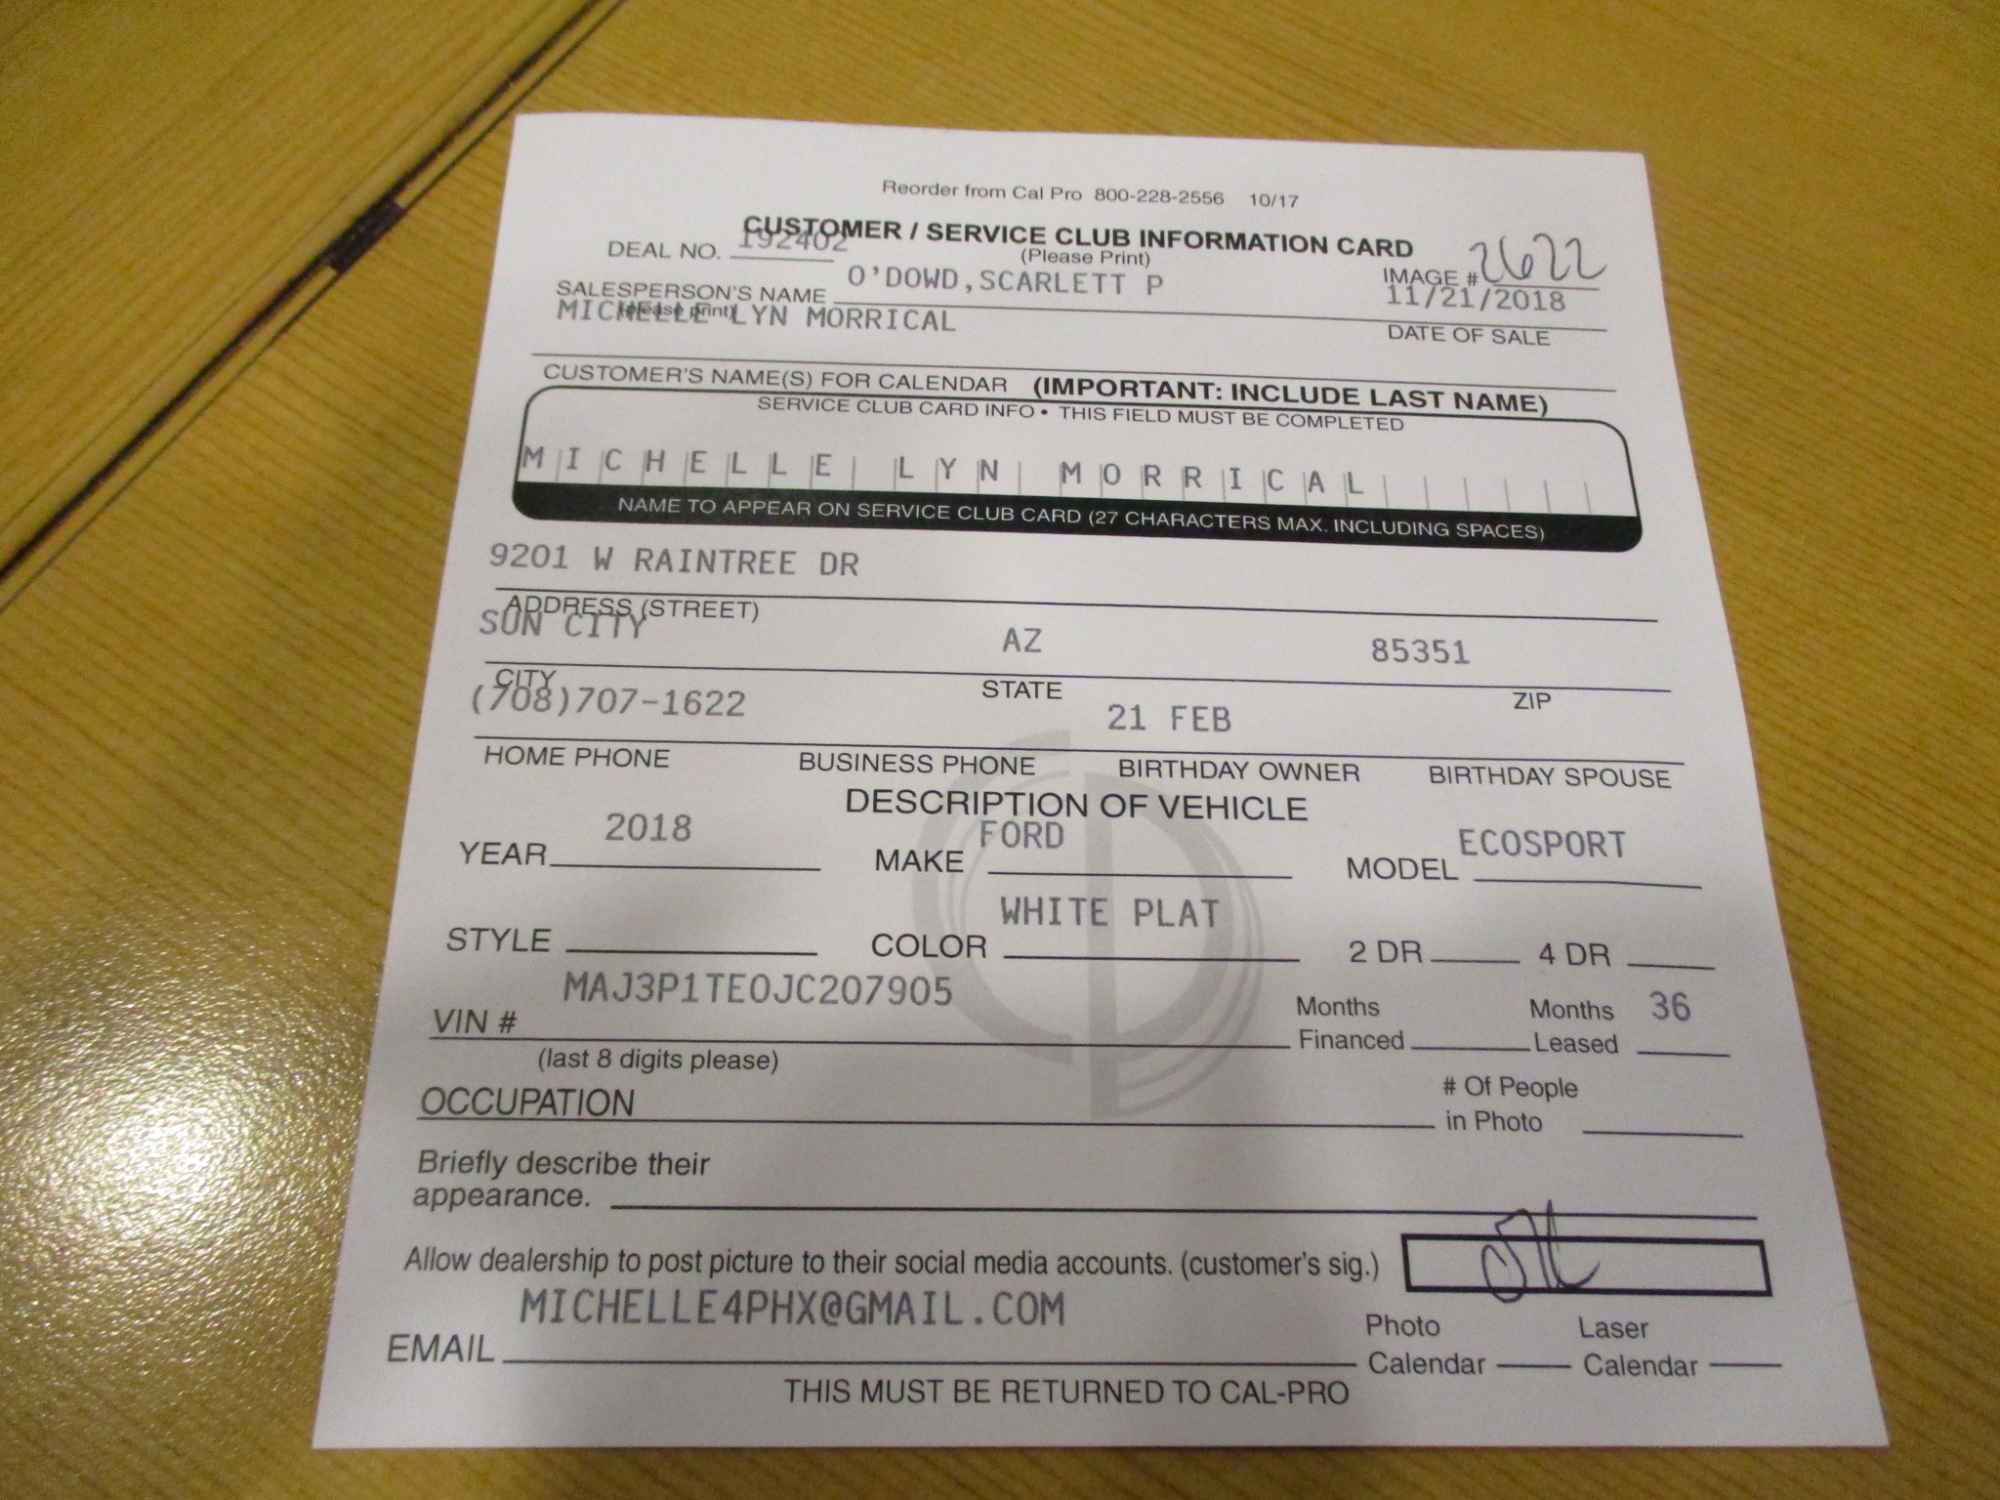 Reorder from Cal Pro 800-228-2556 10/17
CUSTOMER / SERVICE CLUB INFORMATION CARD
(Please Print)
DEAL NO. 192402
IMAGE # 2622
SALESPERSON'S NAME O'DOWD,SCARLETT P 11/21/2018
(please print)
MICHELLE LYN MORRICAL
DATE OF SALE
CUSTOMER'S NAME(S) FOR CALENDAR (IMPORTANT: INCLUDE LAST NAME)
SERVICE CLUB CARD INFO • THIS FIELD MUST BE COMPLETED
MICHELLE LYN MORRICAL
NAME TO APPEAR ON SERVICE CLUB CARD (27 CHARACTERS MAX. INCLUDING SPACES)
9201 W RAINTREE DR
ADDRESS (STREET)
SUN CITY AZ 85351
CITY STATE ZIP
(708)707-1622 21 FEB
HOME PHONE BUSINESS PHONE BIRTHDAY OWNER BIRTHDAY SPOUSE
DESCRIPTION OF VEHICLE
YEAR 2018 MAKE FORD MODEL ECOSPORT
STYLE COLOR WHITE PLAT 2 DR 4 DR
VIN # MAJ3P1TE0JC207905
(last 8 digits please)
Months Financed Months Leased 36
OCCUPATION
# Of People in Photo
Briefly describe their
appearance.
Allow dealership to post picture to their social media accounts. (customer's sig.)
EMAIL MICHELLE4PHX@GMAIL.COM
Photo Calendar Laser Calendar
THIS MUST BE RETURNED TO CAL-PRO